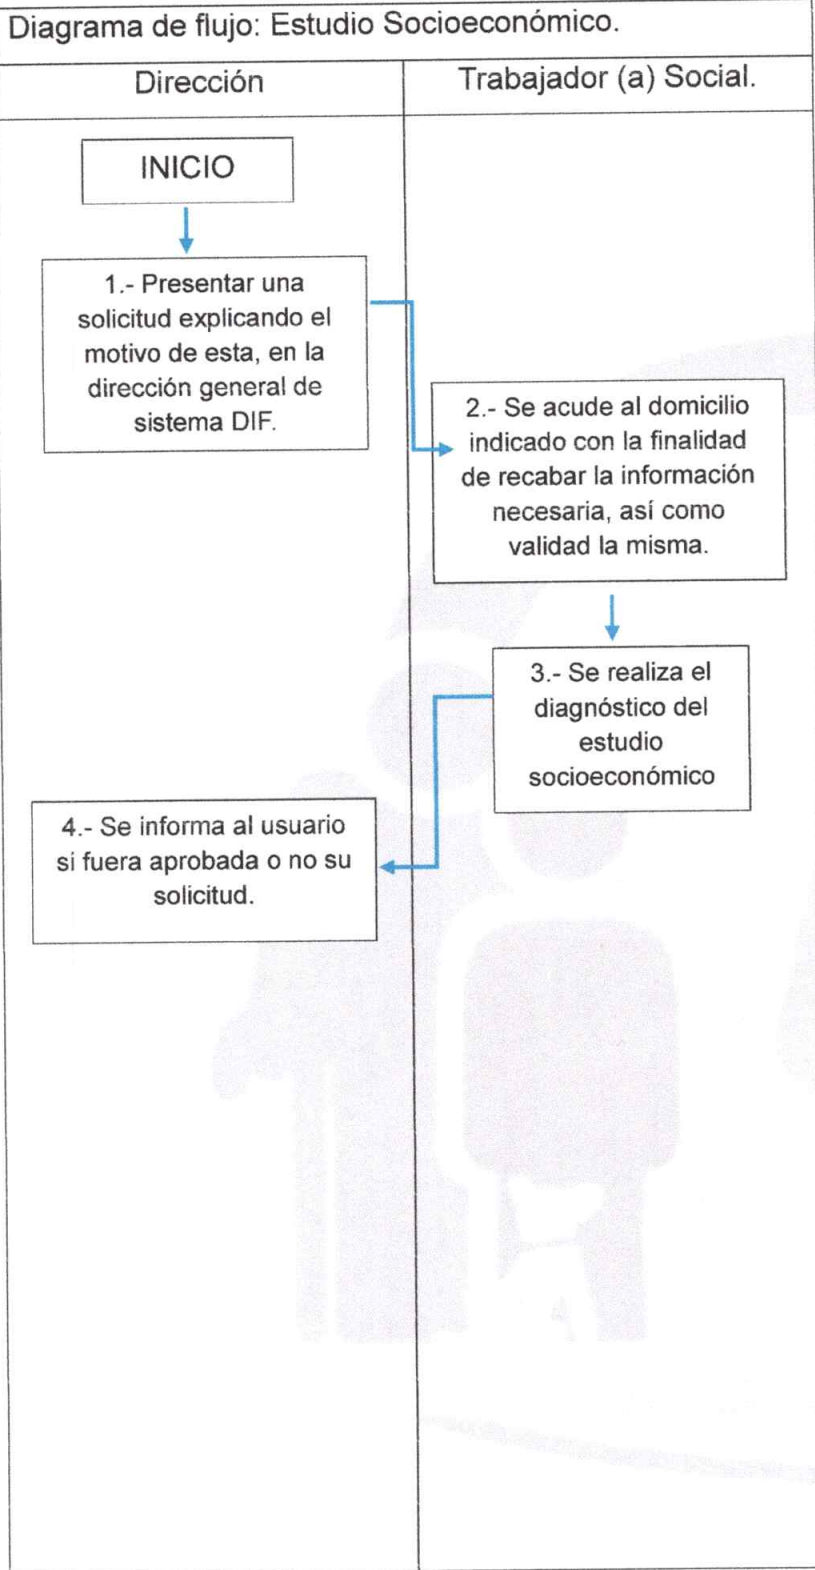 Diagrama de flujo: Estudio Socioeconómico.
Dirección
Trabajador (a) Social.
INICIO
1.- Presentar una
solicitud explicando el
motivo de esta, en la
dirección general de
sistema DIF.
2.- Se acude al domicilio
indicado con la finalidad
de recabar la información
necesaria, así como
validad la misma.
3.- Se realiza el
diagnóstico del
estudio
socioeconómico
4.- Se informa al usuario
si fuera aprobada o no su
solicitud.